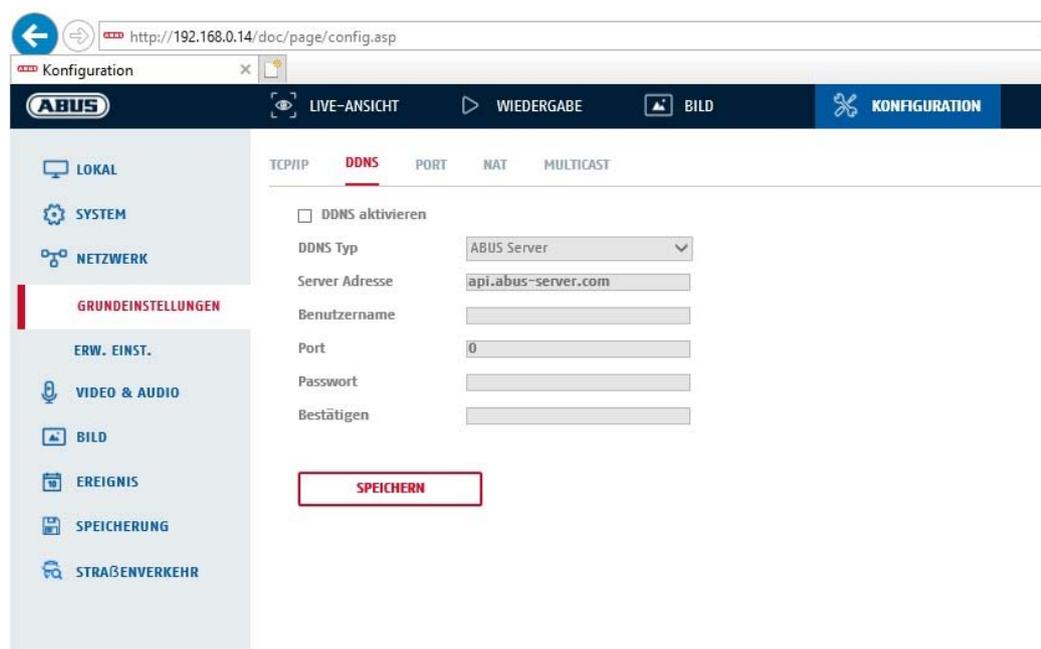 http://192.168.0.14/doc/page/config.asp
Konfiguration
ABUS LIVE-ANSICHT WIEDERGABE BILD KONFIGURATION
LOKAL
SYSTEM
NETZWERK
GRUNDEINSTELLUNGEN
ERW. EINST.
VIDEO & AUDIO
BILD
EREIGNIS
SPEICHERUNG
STRAßENVERKEHR
TCP/IP DDNS PORT NAT MULTICAST
DDNS aktivieren
DDNS Typ ABUS Server
Server Adresse api.abus-server.com
Benutzername
Port 0
Passwort
Bestätigen
SPEICHERN